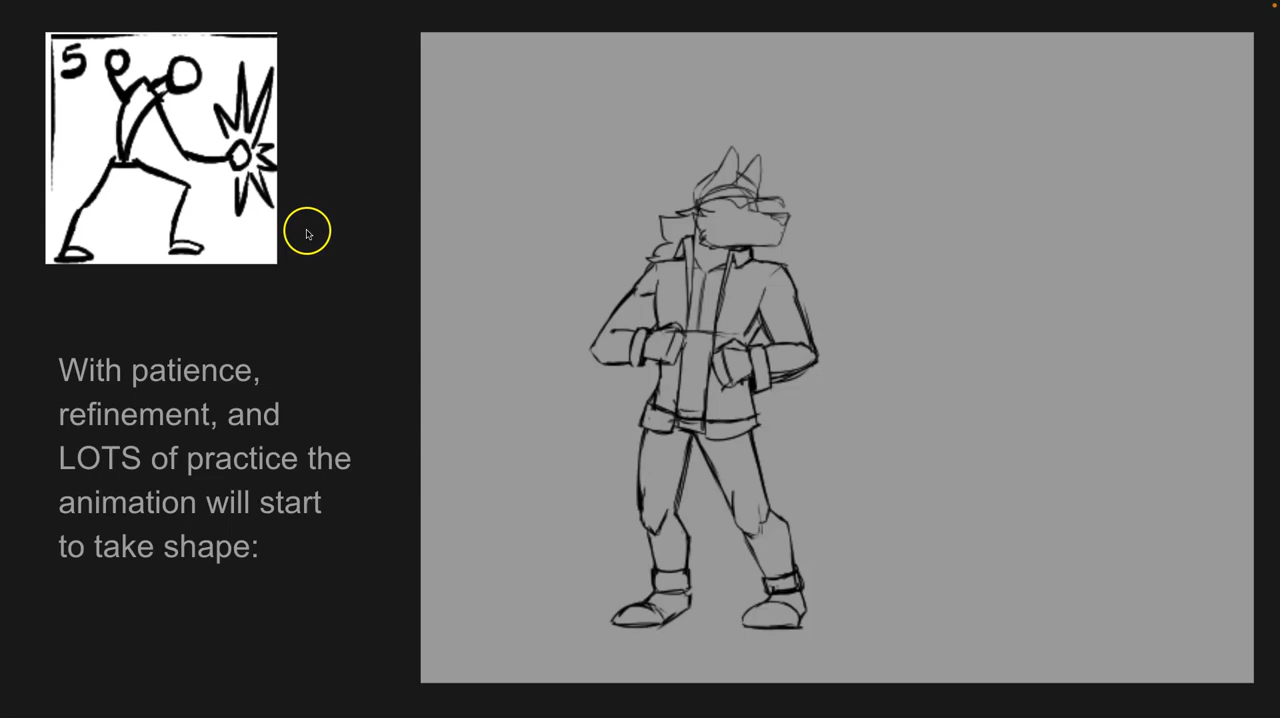 5
With patience,
refinement, and
LOTS of practice the
animation will start
to take shape: